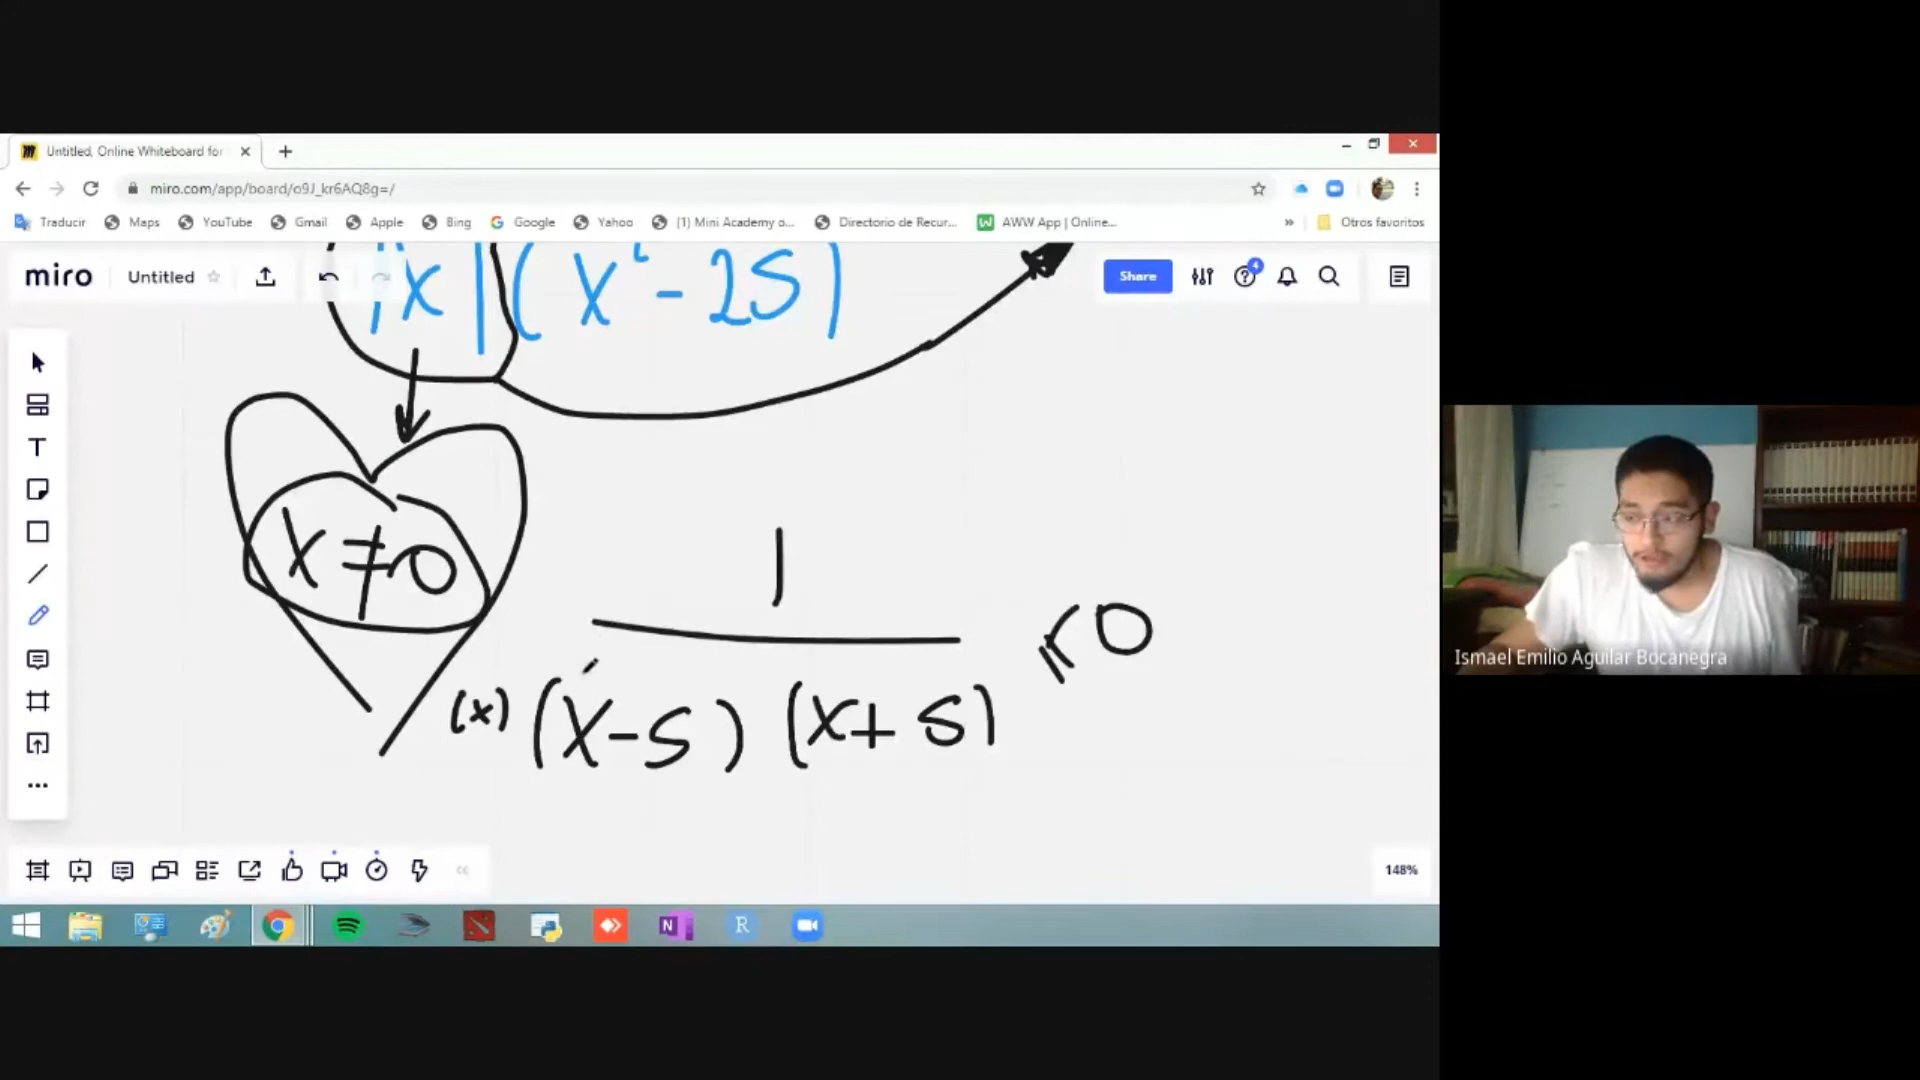 Untitled, Online Whiteboard for
miro.com/app/board/o9J_kr6AQ8g=/
Traducir Maps YouTube Gmail Apple Bing Google Yahoo [1] Mini Academy o... Directorio de Recur... AWW App | Online... » Otros favoritos
miro Untitled Share 4
|x| (x² - 25)
x ≠ 0
1
(x) (x-5) (x+5)
Ismael Emilio Aguilar Bocanegra
148%